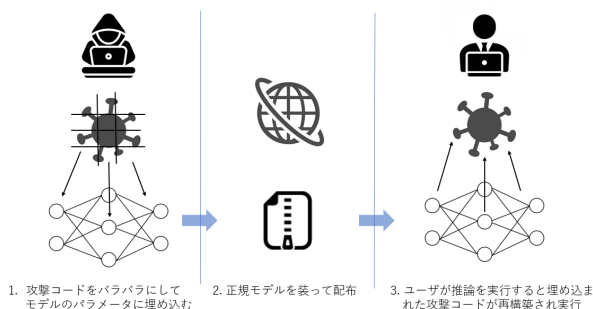 1. 攻撃コードをバラバラにして
モデルのパラメータに埋め込む
2. 正規モデルを装って配布
3. ユーザが推論を実行すると埋め込ま
れた攻撃コードが再構築され実行